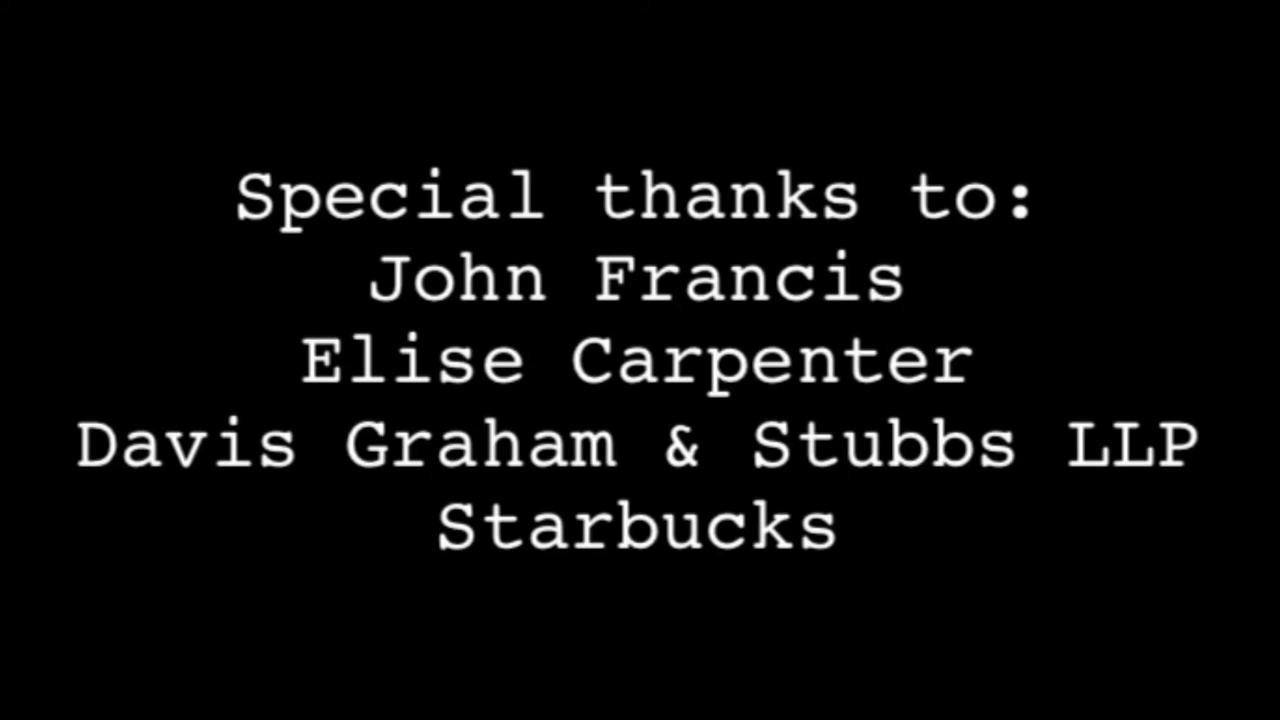 Special thanks to:
John Francis
Elise Carpenter
Davis Graham & Stubbs LLP
Starbucks